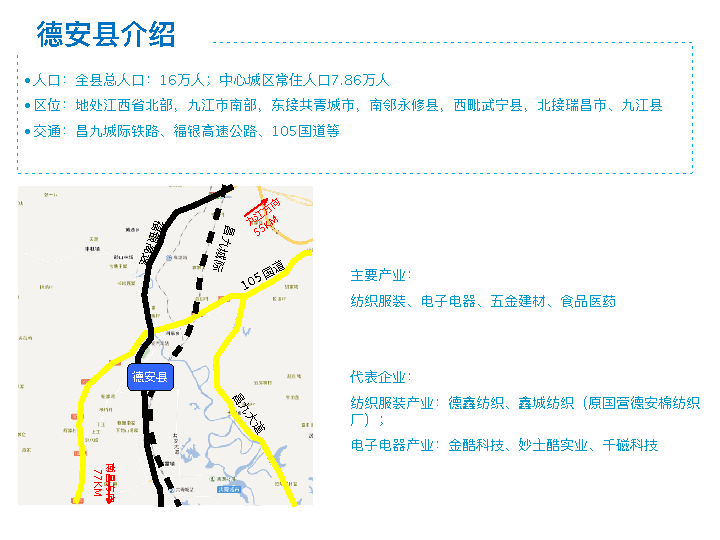 德安县介绍
•人口：全县总人口：16万人；中心城区常住人口7.86万人
•区位：地处江西省北部，九江市南部，东接共青城市，南邻永修县，西毗武宁县，北接瑞昌市、九江县
•交通：昌九城际铁路、福银高速公路、105国道等
九江方向
55KM
福银高速
昌九城际
105国道
主要产业：
纺织服装、电子电器、五金建材、食品医药
德安县
昌九大道
代表企业：
纺织服装产业：德鑫纺织、鑫城纺织（原国营德安棉纺织
厂）；
电子电器产业：金酷科技、妙士酷实业、千磁科技
南昌方向
77KM